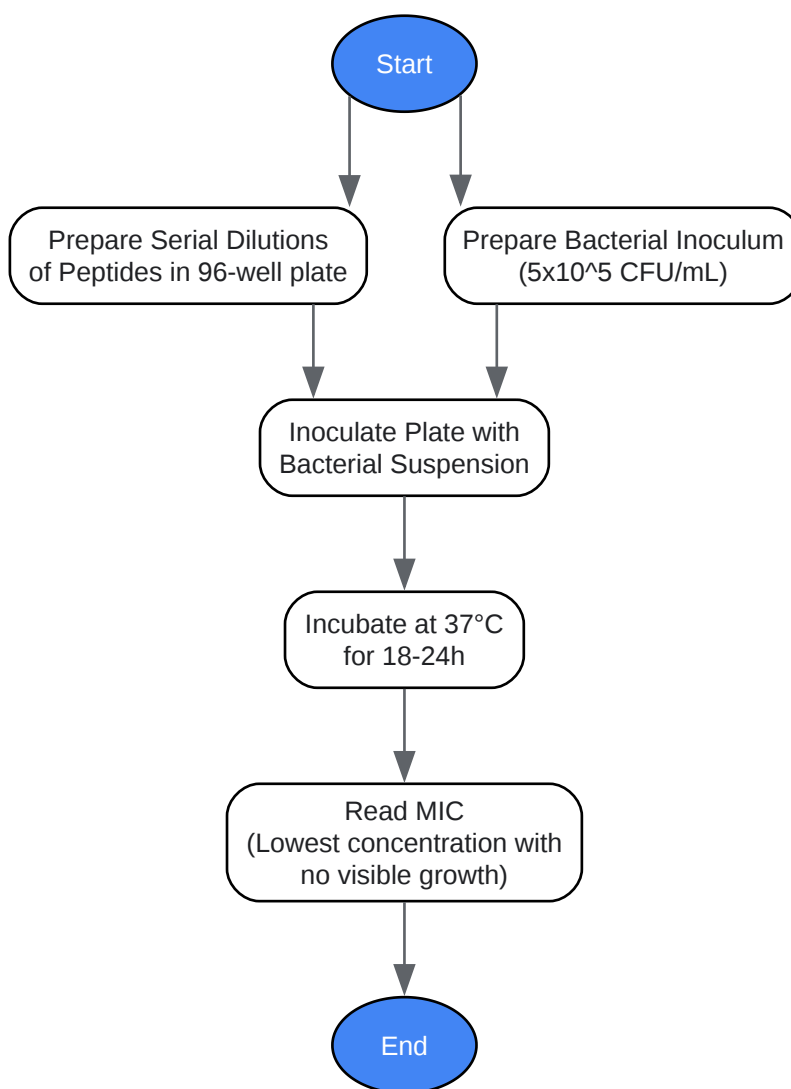 Start
Prepare Serial Dilutions
of Peptides in 96-well plate
Prepare Bacterial Inoculum
(5x10^5 CFU/mL)
Inoculate Plate with
Bacterial Suspension
Incubate at 37°C
for 18-24h
Read MIC
(Lowest concentration with
no visible growth)
End